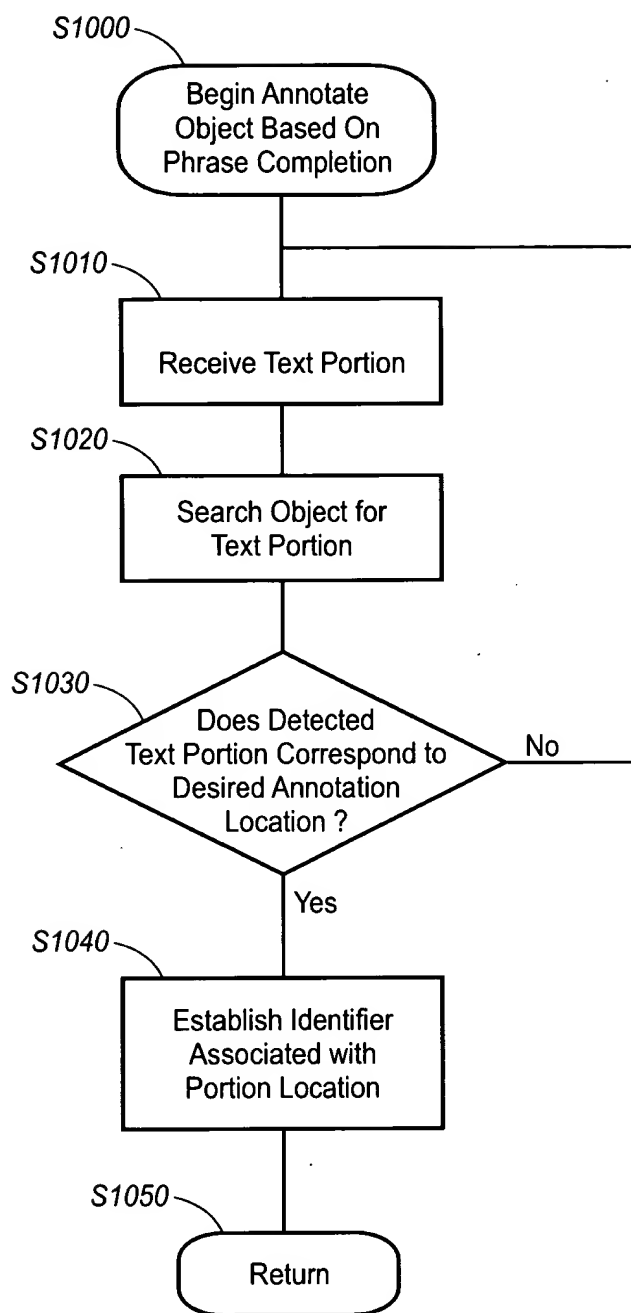 S1000
Begin Annotate
Object Based On
Phrase Completion
S1010
Receive Text Portion
S1020
Search Object for
Text Portion
S1030
Does Detected
Text Portion Correspond to
Desired Annotation
Location ?
No
Yes
S1040
Establish Identifier
Associated with
Portion Location
S1050
Return